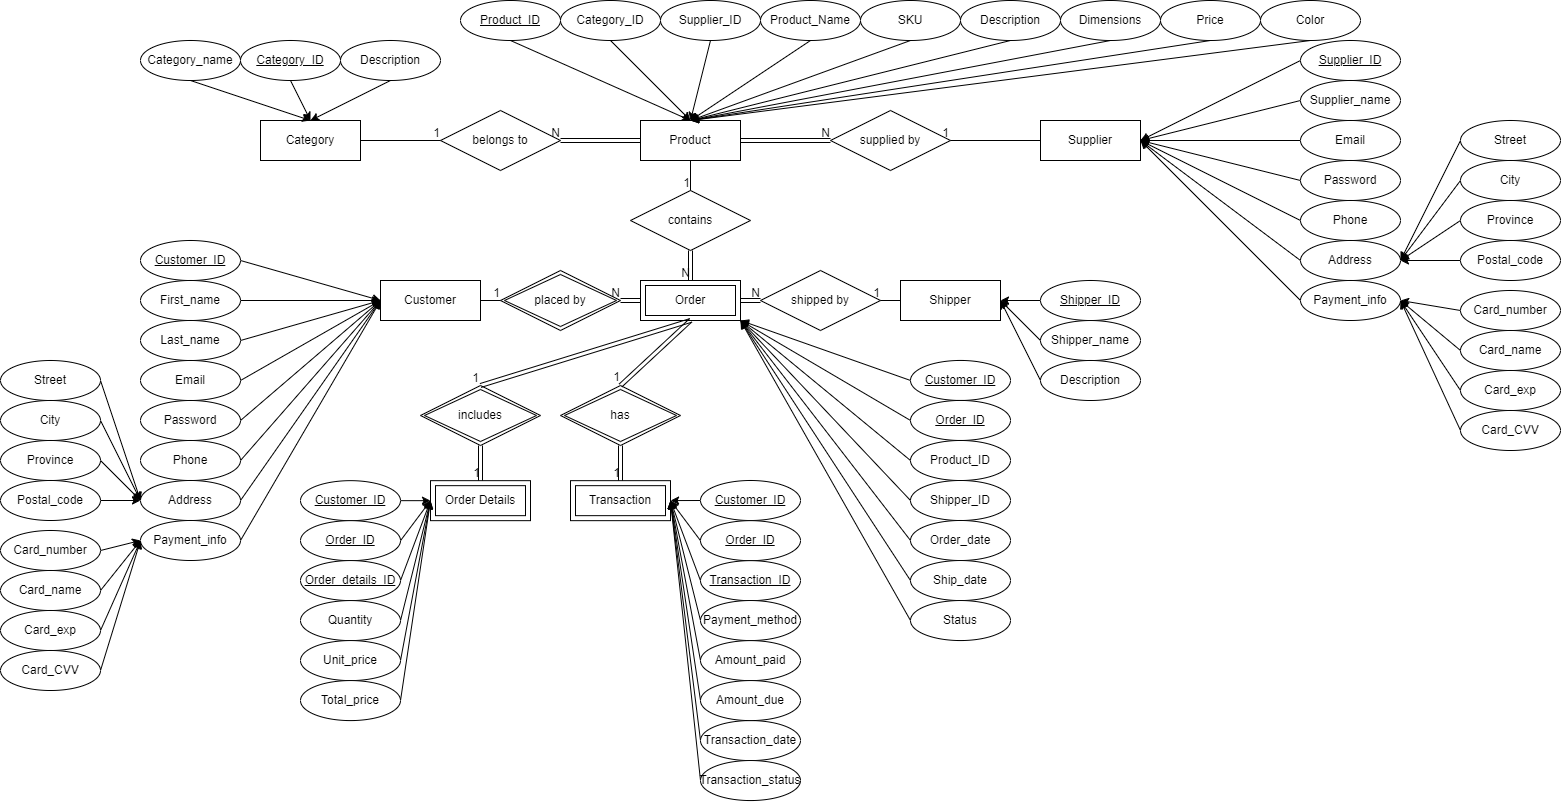 Product_ID
Category_ID
Supplier_ID
Product_Name
SKU
Description
Dimensions
Price
Color
Category_name
Category_ID
Description
Supplier_ID
Supplier_name
Email
Password
Phone
Address
Payment_info
Street
City
Province
Postal_code
Card_number
Card_name
Card_exp
Card_CVV
Category
1
belongs to
N
Product
N
supplied by
1
Supplier
1
contains
N
Customer_ID
First_name
Last_name
Email
Password
Phone
Address
Payment_info
Street
City
Province
Postal_code
Card_number
Card_name
Card_exp
Card_CVV
Customer
1
placed by
N
Order
N
shipped by
1
Shipper
Shipper_ID
Shipper_name
Description
1
includes
1
Order Details
1
has
1
Transaction
Customer_ID
Order_ID
Product_ID
Shipper_ID
Order_date
Ship_date
Status
Customer_ID
Order_ID
Order_details_ID
Quantity
Unit_price
Total_price
Customer_ID
Order_ID
Transaction_ID
Payment_method
Amount_paid
Amount_due
Transaction_date
Transaction_status